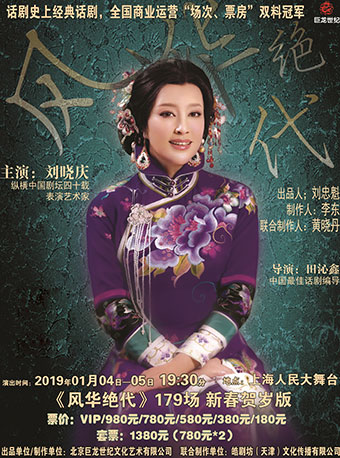 话剧史上经典话剧，全国商业运营“场次、票房”双料冠军
巨龙世纪
风华绝代
主演：刘晓庆
纵横中国剧坛四十载
表演艺术家
出品人：刘忠魁
制作人：李东
联合制作人：黄晓丹
导演：田沁鑫
中国最佳话剧编导
演出时间：2019年01月04日—05日 19:30分 地点：上海人民大舞台
《风华绝代》179场 新春贺岁版
票价：VIP/980元/780元/580元/380元/180元
套票：1380元（780元*2）
出品单位/制作单位：北京巨龙世纪文化艺术有限公司 联合制作单位：皓剧坊（天津）文化传播有限公司